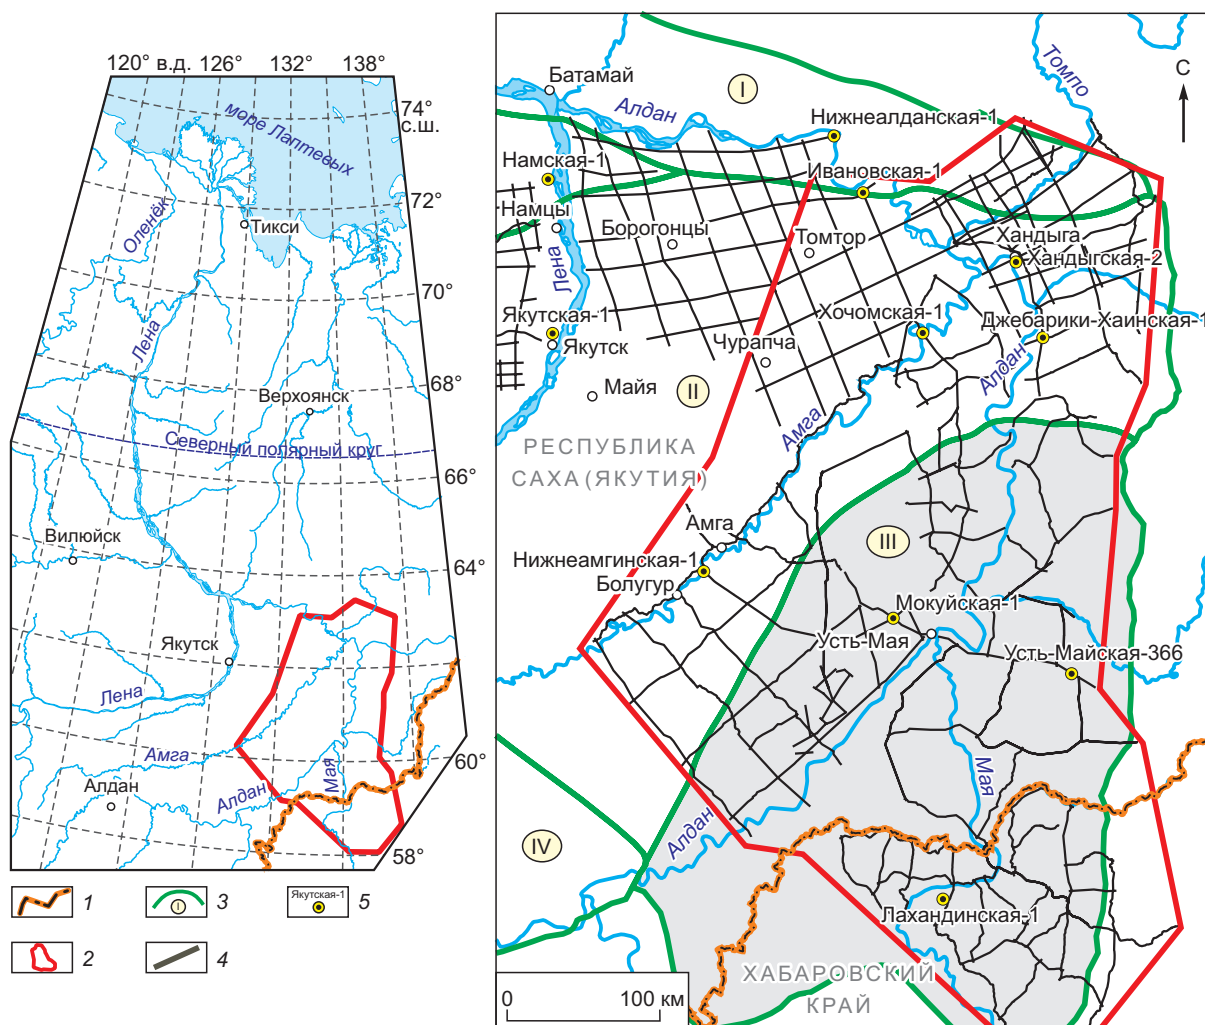 120° в.д. 126° 132° 138°
74°
с.ш.
море Лаптевых
72°
Оленёк
Тикси
70°
Лена
68°
Верхоянск
Северный полярный круг
66°
Вилюйск
64°
Якутск
Лена
60°
Амга
Мая
Алдан
Алдан
58°
1
3
Якутская-1
5
I
2
4
Батамай
Алдан
I
Томпо
С
Нижнеалданская-1
Намская-1
Ивановская-1
Намцы
Борогонцы
Томтор
Хандыга
Хандыгская-2
Лена
Якутская-1
Хочомская-1
Джебарики-Хаинская-1
Якутск
Чурапча
Алдан
Майя
II
Амга
РЕСПУБЛИКА
САХА (ЯКУТИЯ)
Амга
III
Нижнеамгинская-1
Болугур
Мокуйская-1
Усть-Мая
Усть-Майская-366
Мая
Алдан
IV
Лахандинская-1
ХАБАРОВСКИЙ
КРАЙ
0 100 км